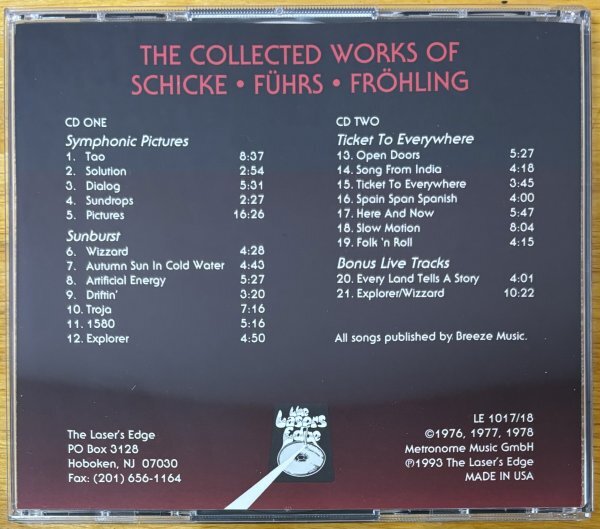 THE COLLECTED WORKS OF
SCHICKE • FÜHRS • FRÖHLING
CD ONE
Symphonic Pictures
1. Tao 8:37
2. Solution 2:54
3. Dialog 5:31
4. Sundrops 2:27
5. Pictures 16:26
Sunburst
6. Wizzard 4:28
7. Autumn Sun In Cold Water 4:43
8. Artificial Energy 5:27
9. Driftin' 3:20
10. Troja 7:16
11. 1580 5:16
12. Explorer 4:50
CD TWO
Ticket To Everywhere
13. Open Doors 5:27
14. Song From India 4:18
15. Ticket To Everywhere 3:45
16. Spain Span Spanish 4:00
17. Here And Now 5:47
18. Slow Motion 8:04
19. Folk 'n Roll 4:15
Bonus Live Tracks
20. Every Land Tells A Story 4:01
21. Explorer/Wizzard 10:22
All songs published by Breeze Music.
The Laser's Edge
PO Box 3128
Hoboken, NJ 07030
Fax: (201) 656-1164
the
Laser's
Edge
LE 1017/18
©1976, 1977, 1978
Metronome Music GmbH
℗1993 The Laser's Edge
MADE IN USA